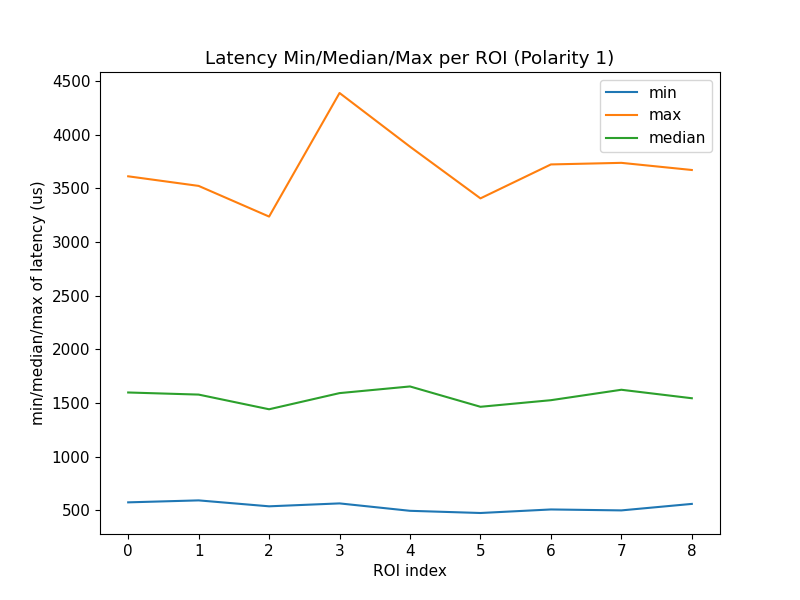 Latency Min/Median/Max per ROI (Polarity 1)
min
max
median
4500
4000
3500
3000
2500
2000
1500
1000
500
min/median/max of latency (us)
0 1 2 3 4 5 6 7 8
ROI index